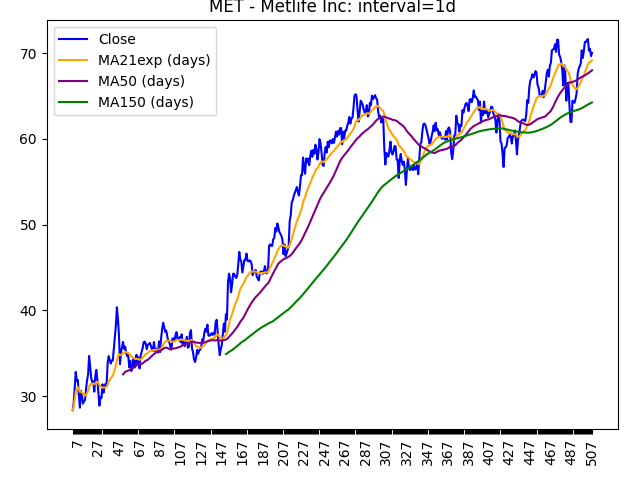 MET - Metlife Inc: interval=1d
Close
MA21exp (days)
MA50 (days)
MA150 (days)
70
60
50
40
30
7 27 47 67 87 107 127 147 167 187 207 227 247 267 287 307 327 347 367 387 407 427 447 467 487 507